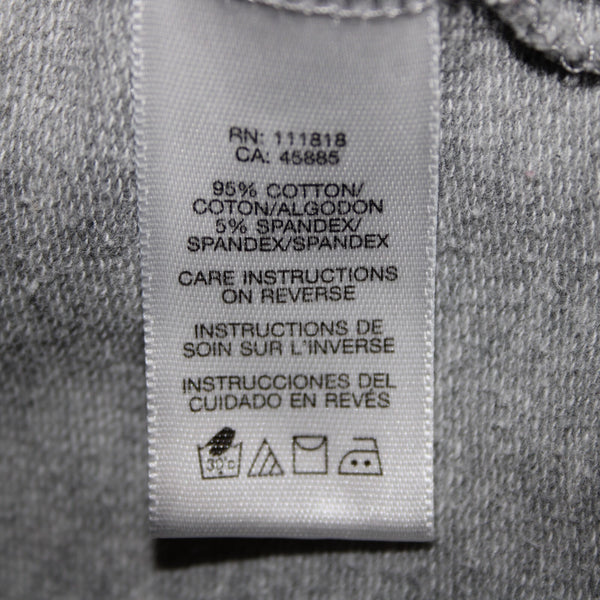 RN: 111818
CA: 45885
95% COTTON/
COTON/ALGODON
5% SPANDEX/
SPANDEX/SPANDEX
CARE INSTRUCTIONS
ON REVERSE
INSTRUCTIONS DE
SOIN SUR L'INVERSE
INSTRUCCIONES DEL
CUIDADO EN REVÉS
30°C